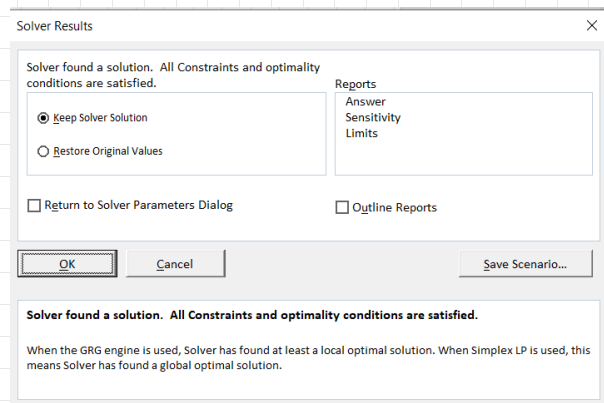 Solver Results
Solver found a solution.  All Constraints and optimality
conditions are satisfied.
Keep Solver Solution
Restore Original Values
Reports
Answer
Sensitivity
Limits
Return to Solver Parameters Dialog
Outline Reports
OK
Cancel
Save Scenario...
Solver found a solution.  All Constraints and optimality conditions are satisfied.
When the GRG engine is used, Solver has found at least a local optimal solution. When Simplex LP is used, this
means Solver has found a global optimal solution.